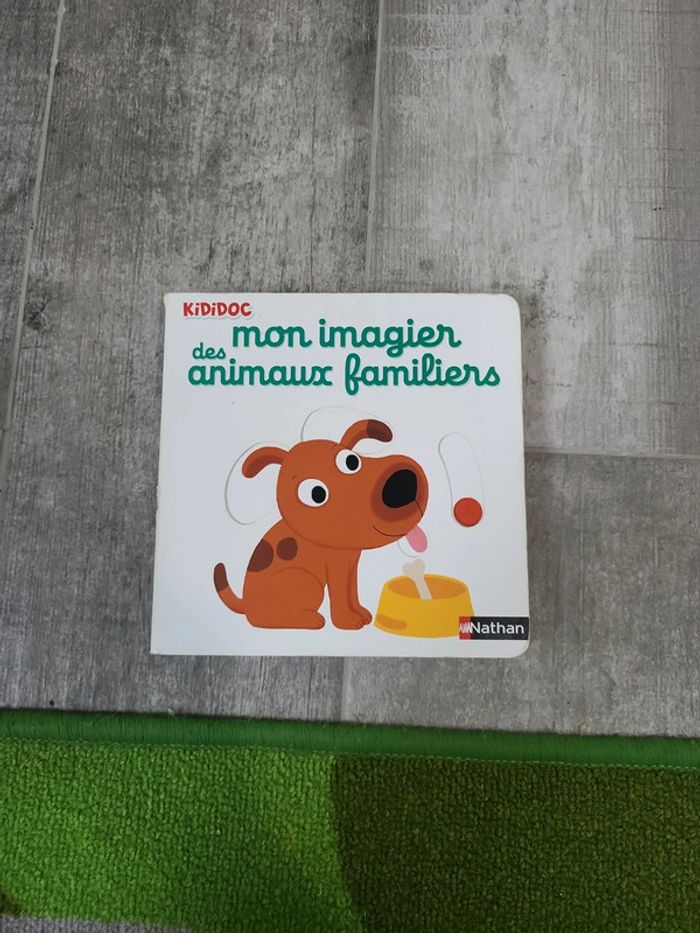 KiDiDOC
mon imagier
des
animaux familiers
Nathan